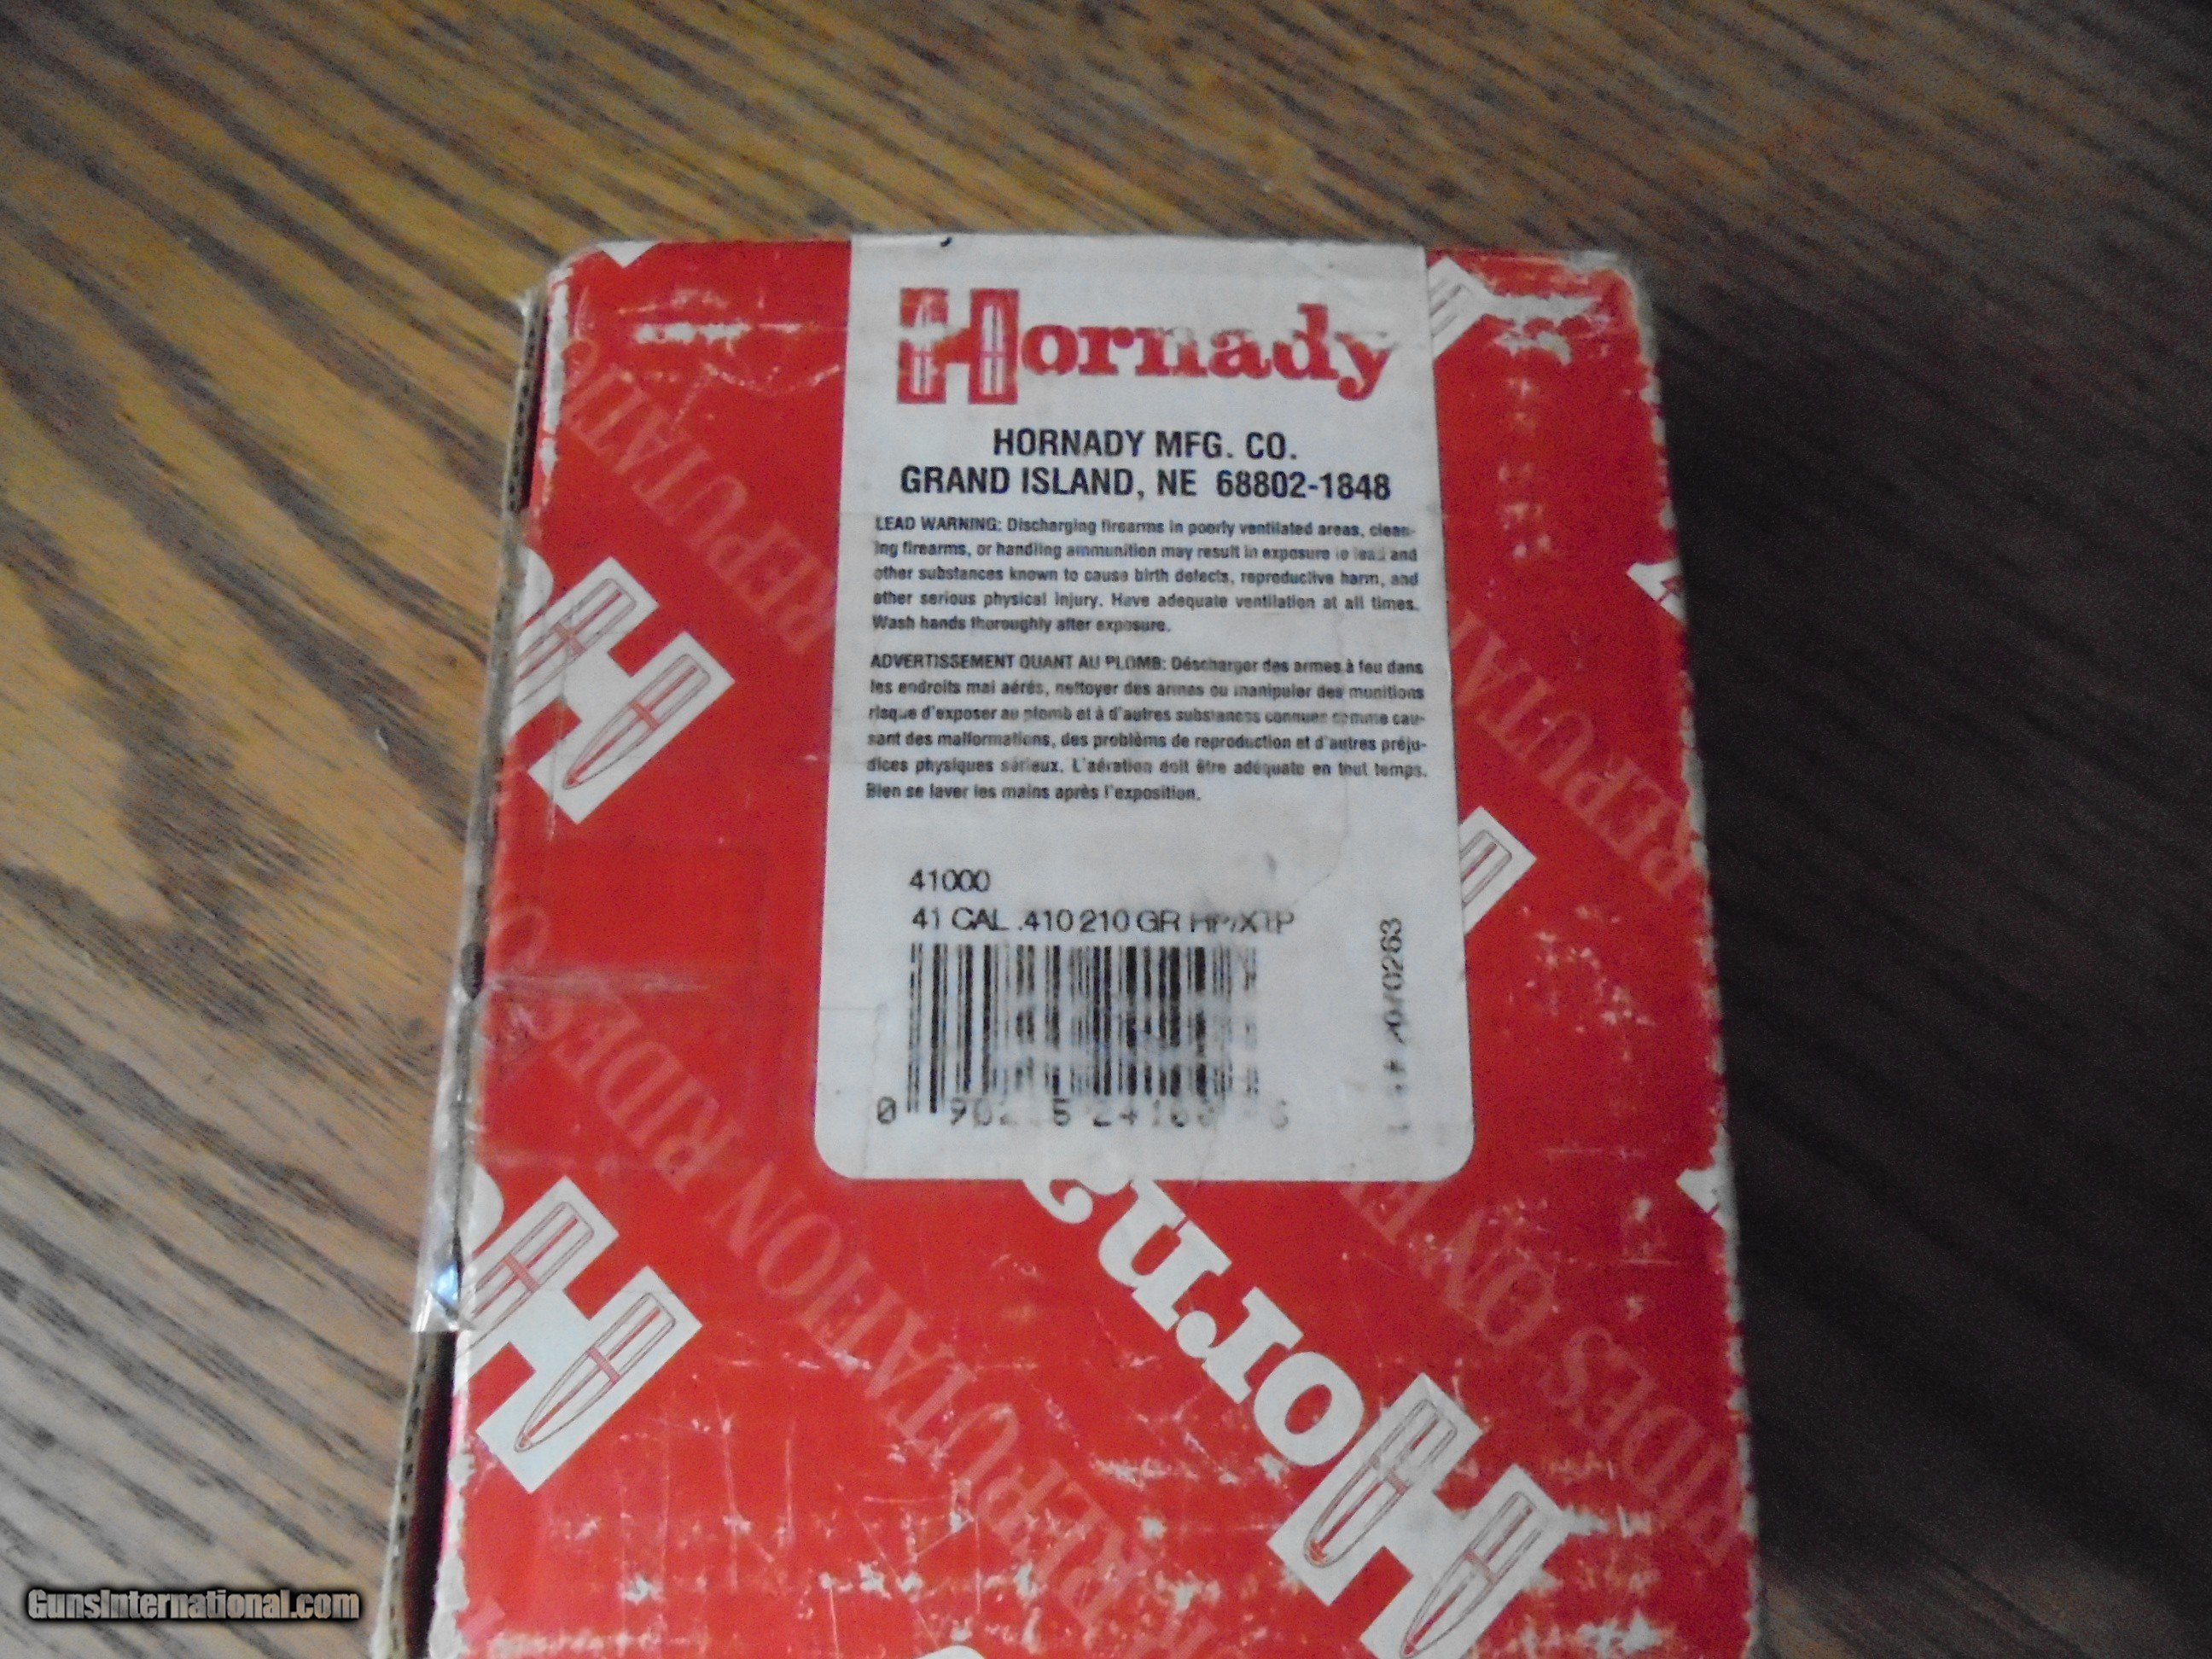 Hornady
HORNADY MFG. CO.
GRAND ISLAND, NE 68802-1848
LEAD WARNING: Discharging firearms in poorly ventilated areas, clean-
ing firearms, or handling ammunition may result in exposure to lead and
other substances known to cause birth defects, reproductive harm, and
other serious physical injury. Have adequate ventilation at all times.
Wash hands thoroughly after exposure.
ADVERTISSEMENT QUANT AU PLOMB: Déscharger des armes à feu dans
les endroits mal aérés, nettoyer des armes ou manipuler des munitions
risque d'exposer au plomb et à d'autres substances connues comme cau-
sant des malformations, des problèms de reproduction et d'autres préju-
dices physiques sérieux. L'aération doit être adéquate en tout temps.
Bien se laver les mains après l'exposition.
41000
41 CAL .410 210 GR HP/XTP
REPUTATIO
REPUTAT
RIDES O
REPUTATION RIDES
RIDES ON
Horna
GunsInternational.com